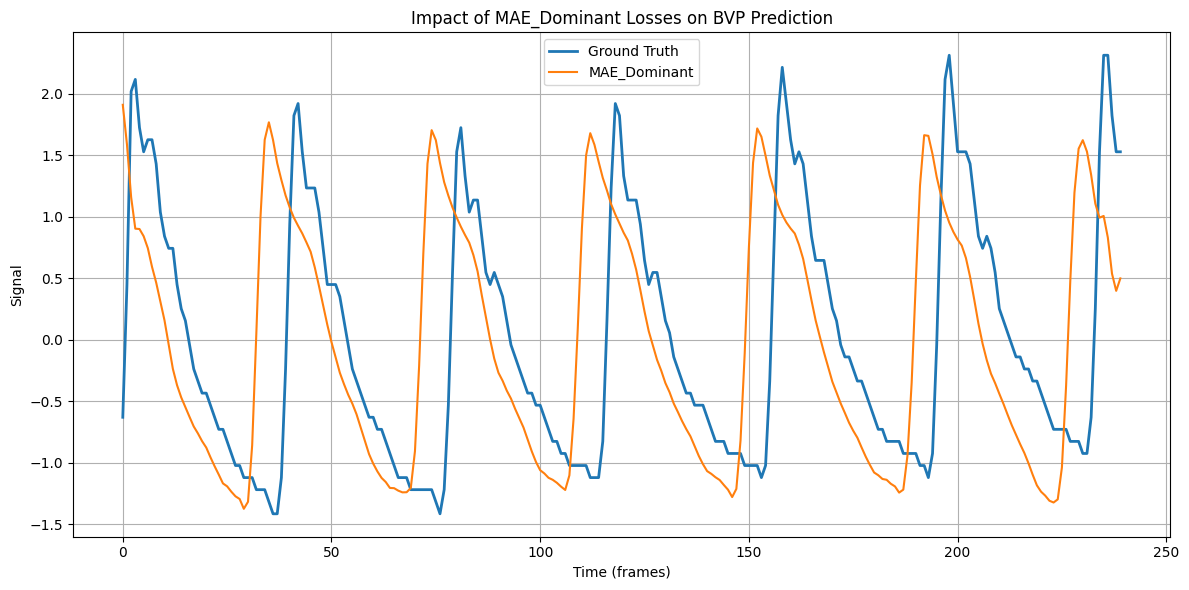 Impact of MAE_Dominant Losses on BVP Prediction
Ground Truth
MAE_Dominant
Signal
2.0
1.5
1.0
0.5
0.0
−0.5
−1.0
−1.5
0 50 100 150 200 250
Time (frames)